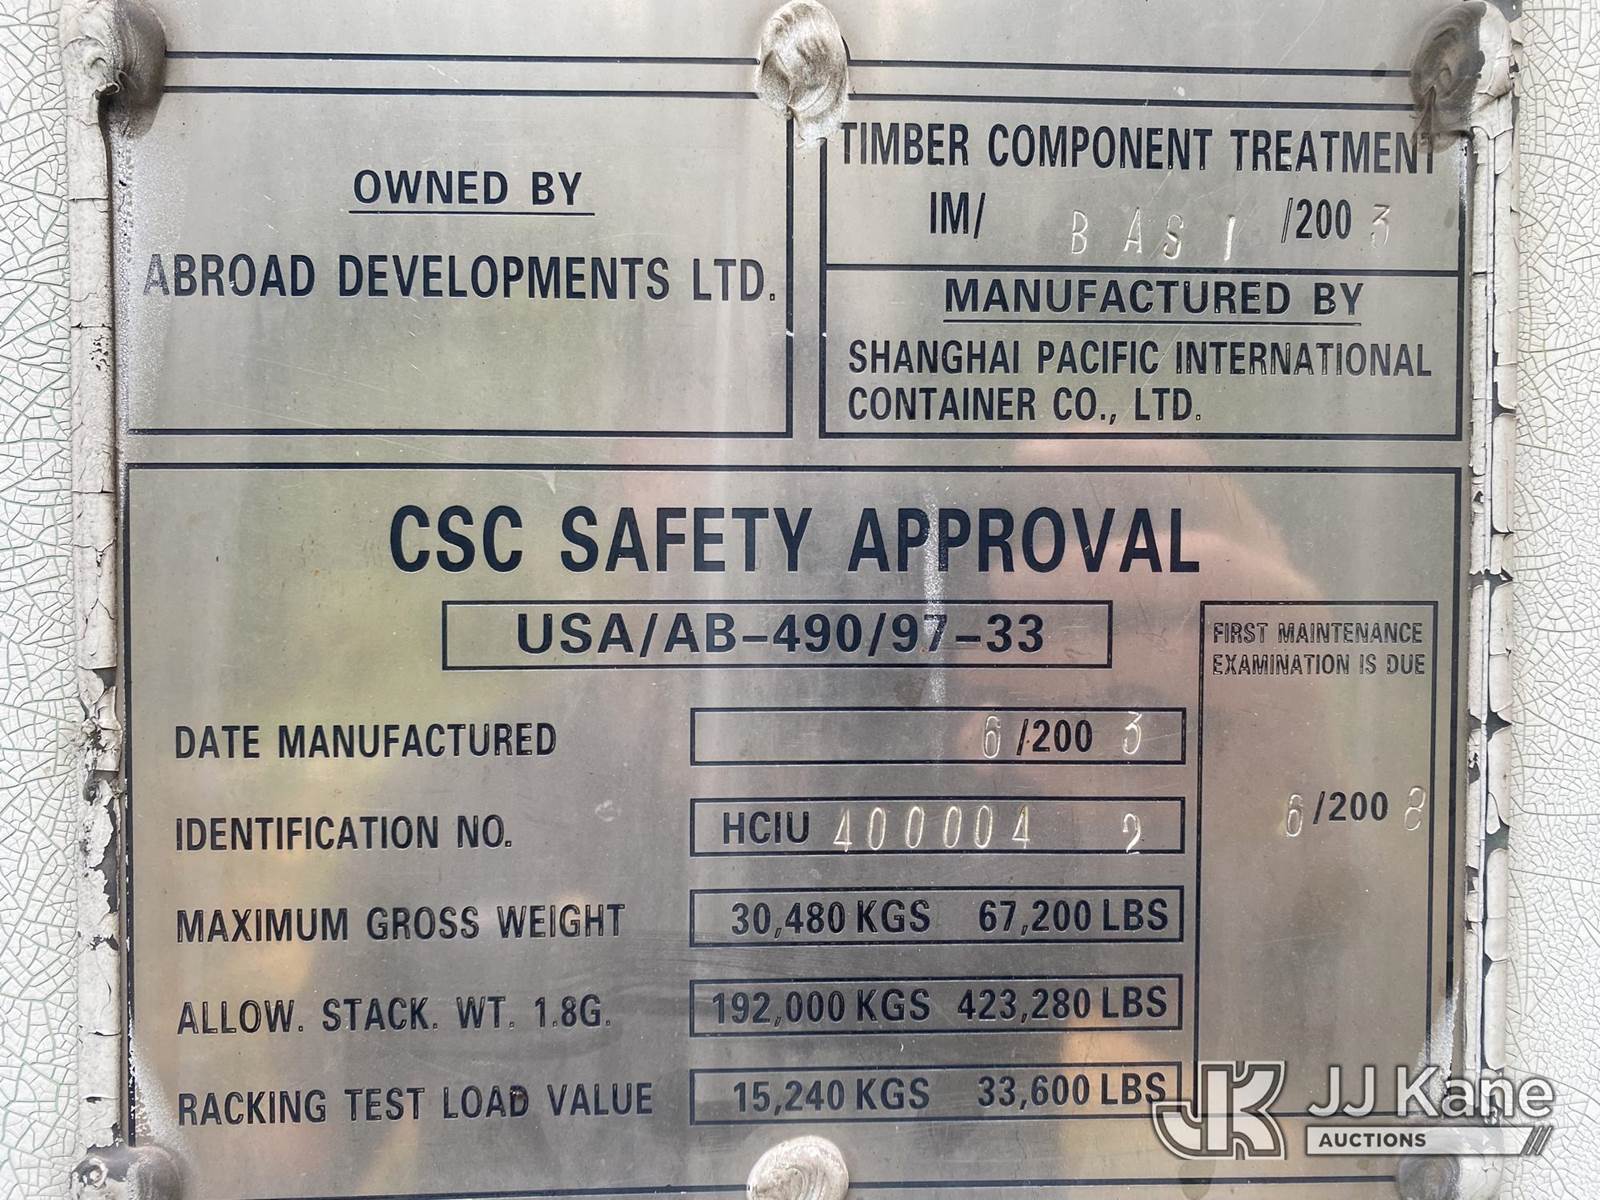 OWNED BY
ABROAD DEVELOPMENTS LTD.
TIMBER COMPONENT TREATMENT
IM/ BASI /2003
MANUFACTURED BY
SHANGHAI PACIFIC INTERNATIONAL
CONTAINER CO., LTD.
CSC SAFETY APPROVAL
USA/AB-490/97-33
FIRST MAINTENANCE
EXAMINATION IS DUE
6/2008
DATE MANUFACTURED 6/2003
IDENTIFICATION NO. HCIU 400004 2
MAXIMUM GROSS WEIGHT 30,480 KGS 67,200 LBS
ALLOW. STACK. WT. 1.8G. 192,000 KGS 423,280 LBS
RACKING TEST LOAD VALUE 15,240 KGS 33,600 LBS
JK JJ Kane
AUCTIONS